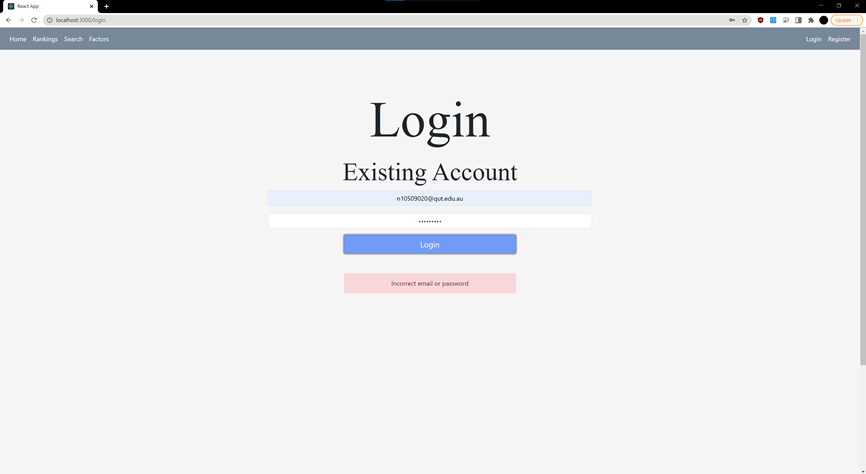 React App
localhost:3000/login
Update
Home Rankings Search Factors Login Register
Login
Existing Account
n10509020@qut.edu.au
Login
Incorrect email or password